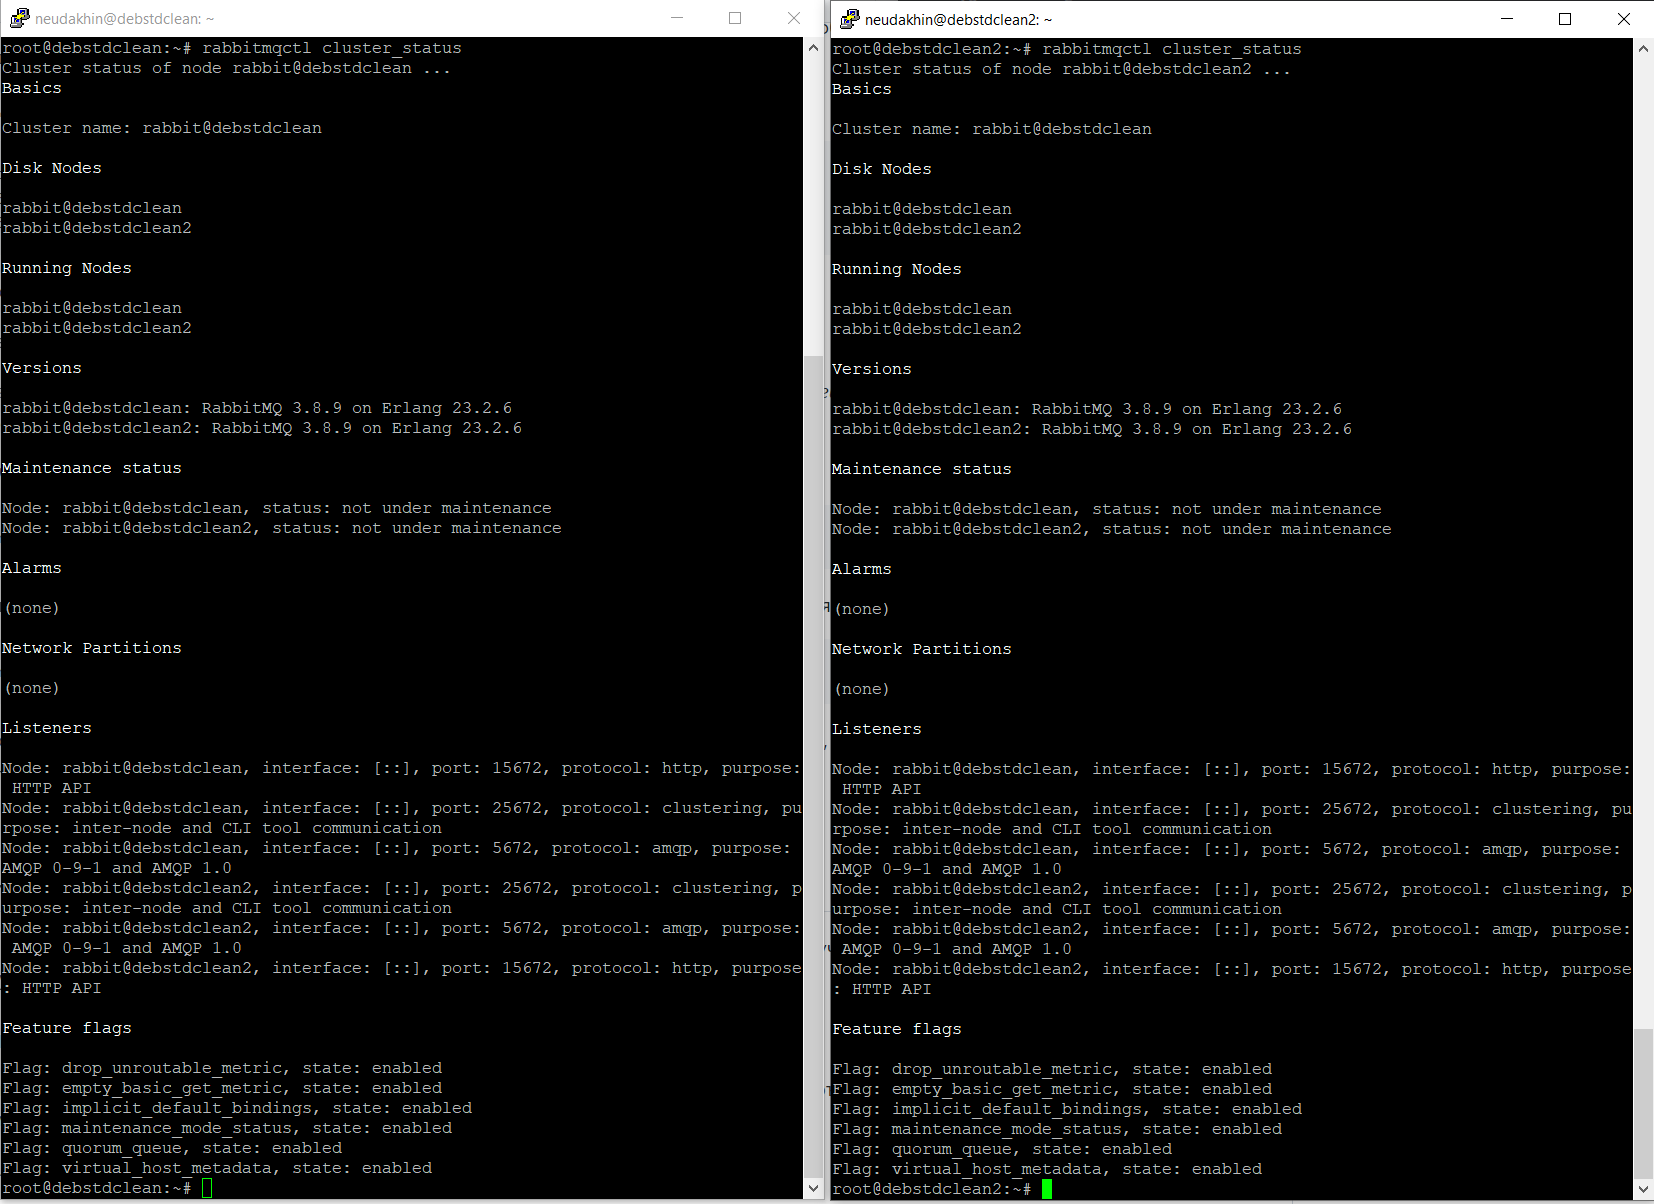 neudakhin@debstdclean: ~
root@debstdclean:~# rabbitmqctl cluster_status
Cluster status of node rabbit@debstdclean ...
Basics
Cluster name: rabbit@debstdclean
Disk Nodes
rabbit@debstdclean
rabbit@debstdclean2
Running Nodes
rabbit@debstdclean
rabbit@debstdclean2
Versions
rabbit@debstdclean: RabbitMQ 3.8.9 on Erlang 23.2.6
rabbit@debstdclean2: RabbitMQ 3.8.9 on Erlang 23.2.6
Maintenance status
Node: rabbit@debstdclean, status: not under maintenance
Node: rabbit@debstdclean2, status: not under maintenance
Alarms
(none)
Network Partitions
(none)
Listeners
Node: rabbit@debstdclean, interface: [::], port: 15672, protocol: http, purpose:
HTTP API
Node: rabbit@debstdclean, interface: [::], port: 25672, protocol: clustering, pu
rpose: inter-node and CLI tool communication
Node: rabbit@debstdclean, interface: [::], port: 5672, protocol: amqp, purpose:
AMQP 0-9-1 and AMQP 1.0
Node: rabbit@debstdclean2, interface: [::], port: 25672, protocol: clustering, p
urpose: inter-node and CLI tool communication
Node: rabbit@debstdclean2, interface: [::], port: 5672, protocol: amqp, purpose:
AMQP 0-9-1 and AMQP 1.0
Node: rabbit@debstdclean2, interface: [::], port: 15672, protocol: http, purpose
: HTTP API
Feature flags
Flag: drop_unroutable_metric, state: enabled
Flag: empty_basic_get_metric, state: enabled
Flag: implicit_default_bindings, state: enabled
Flag: maintenance_mode_status, state: enabled
Flag: quorum_queue, state: enabled
Flag: virtual_host_metadata, state: enabled
root@debstdclean:~#
neudakhin@debstdclean2: ~
root@debstdclean2:~# rabbitmqctl cluster_status
Cluster status of node rabbit@debstdclean2 ...
Basics
Cluster name: rabbit@debstdclean
Disk Nodes
rabbit@debstdclean
rabbit@debstdclean2
Running Nodes
rabbit@debstdclean
rabbit@debstdclean2
Versions
rabbit@debstdclean: RabbitMQ 3.8.9 on Erlang 23.2.6
rabbit@debstdclean2: RabbitMQ 3.8.9 on Erlang 23.2.6
Maintenance status
Node: rabbit@debstdclean, status: not under maintenance
Node: rabbit@debstdclean2, status: not under maintenance
Alarms
(none)
Network Partitions
(none)
Listeners
Node: rabbit@debstdclean, interface: [::], port: 15672, protocol: http, purpose:
HTTP API
Node: rabbit@debstdclean, interface: [::], port: 25672, protocol: clustering, pu
rpose: inter-node and CLI tool communication
Node: rabbit@debstdclean, interface: [::], port: 5672, protocol: amqp, purpose:
AMQP 0-9-1 and AMQP 1.0
Node: rabbit@debstdclean2, interface: [::], port: 25672, protocol: clustering, p
urpose: inter-node and CLI tool communication
Node: rabbit@debstdclean2, interface: [::], port: 5672, protocol: amqp, purpose:
AMQP 0-9-1 and AMQP 1.0
Node: rabbit@debstdclean2, interface: [::], port: 15672, protocol: http, purpose
: HTTP API
Feature flags
Flag: drop_unroutable_metric, state: enabled
Flag: empty_basic_get_metric, state: enabled
Flag: implicit_default_bindings, state: enabled
Flag: maintenance_mode_status, state: enabled
Flag: quorum_queue, state: enabled
Flag: virtual_host_metadata, state: enabled
root@debstdclean2:~#